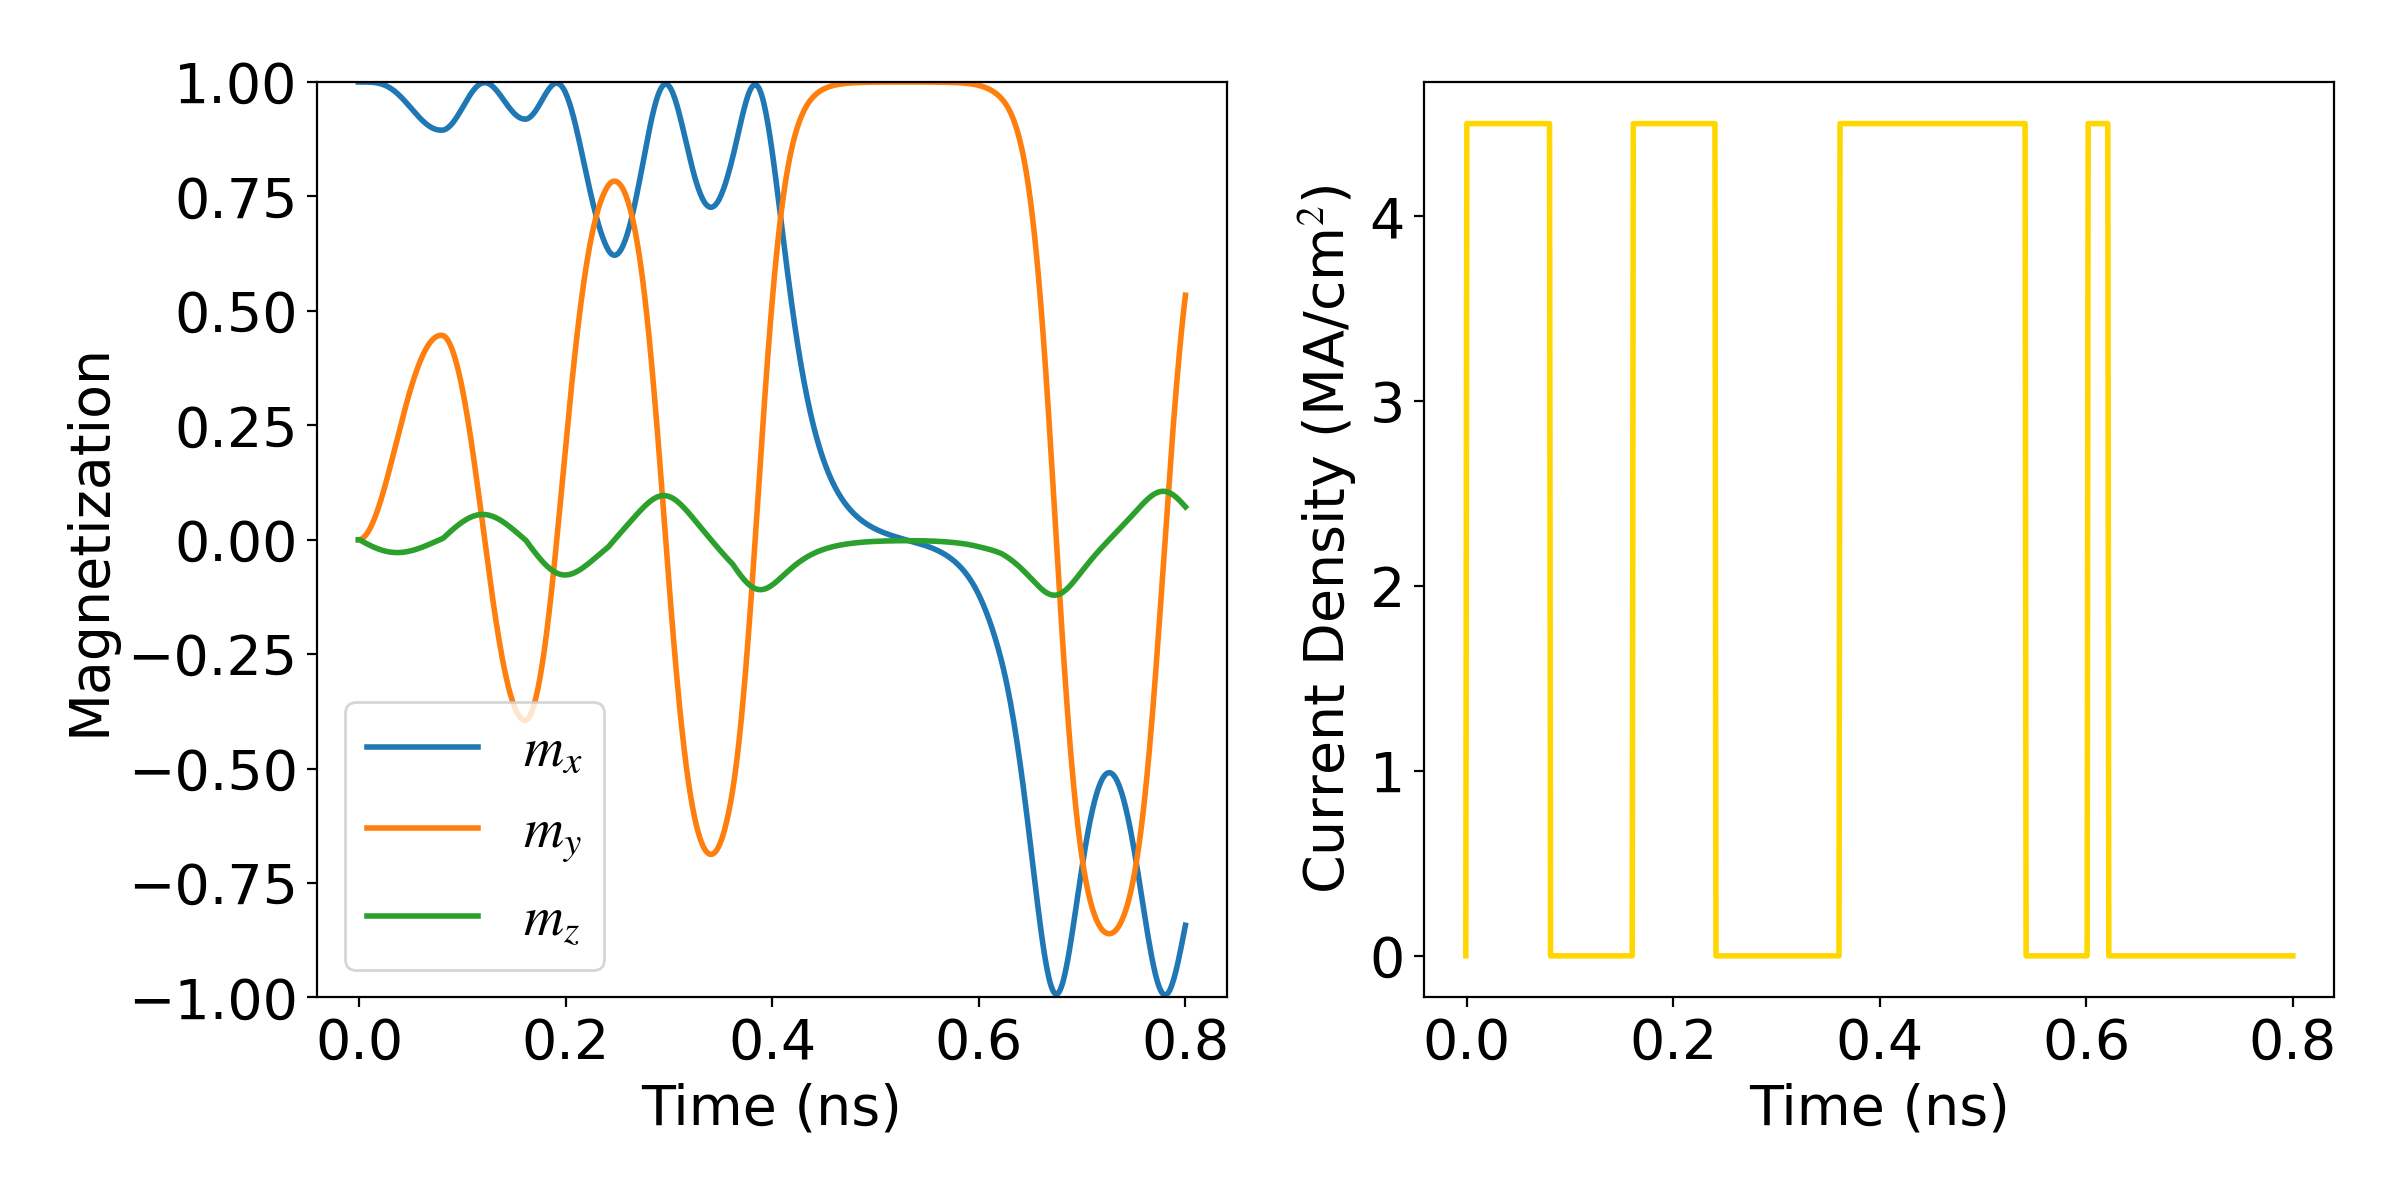 1.00
0.75
0.50
0.25
0.00
−0.25
−0.50
−0.75
−1.00
Magnetization
m_x
m_y
m_z
0.0 0.2 0.4 0.6 0.8
Time (ns)
4
3
2
1
0
Current Density (MA/cm²)
0.0 0.2 0.4 0.6 0.8
Time (ns)